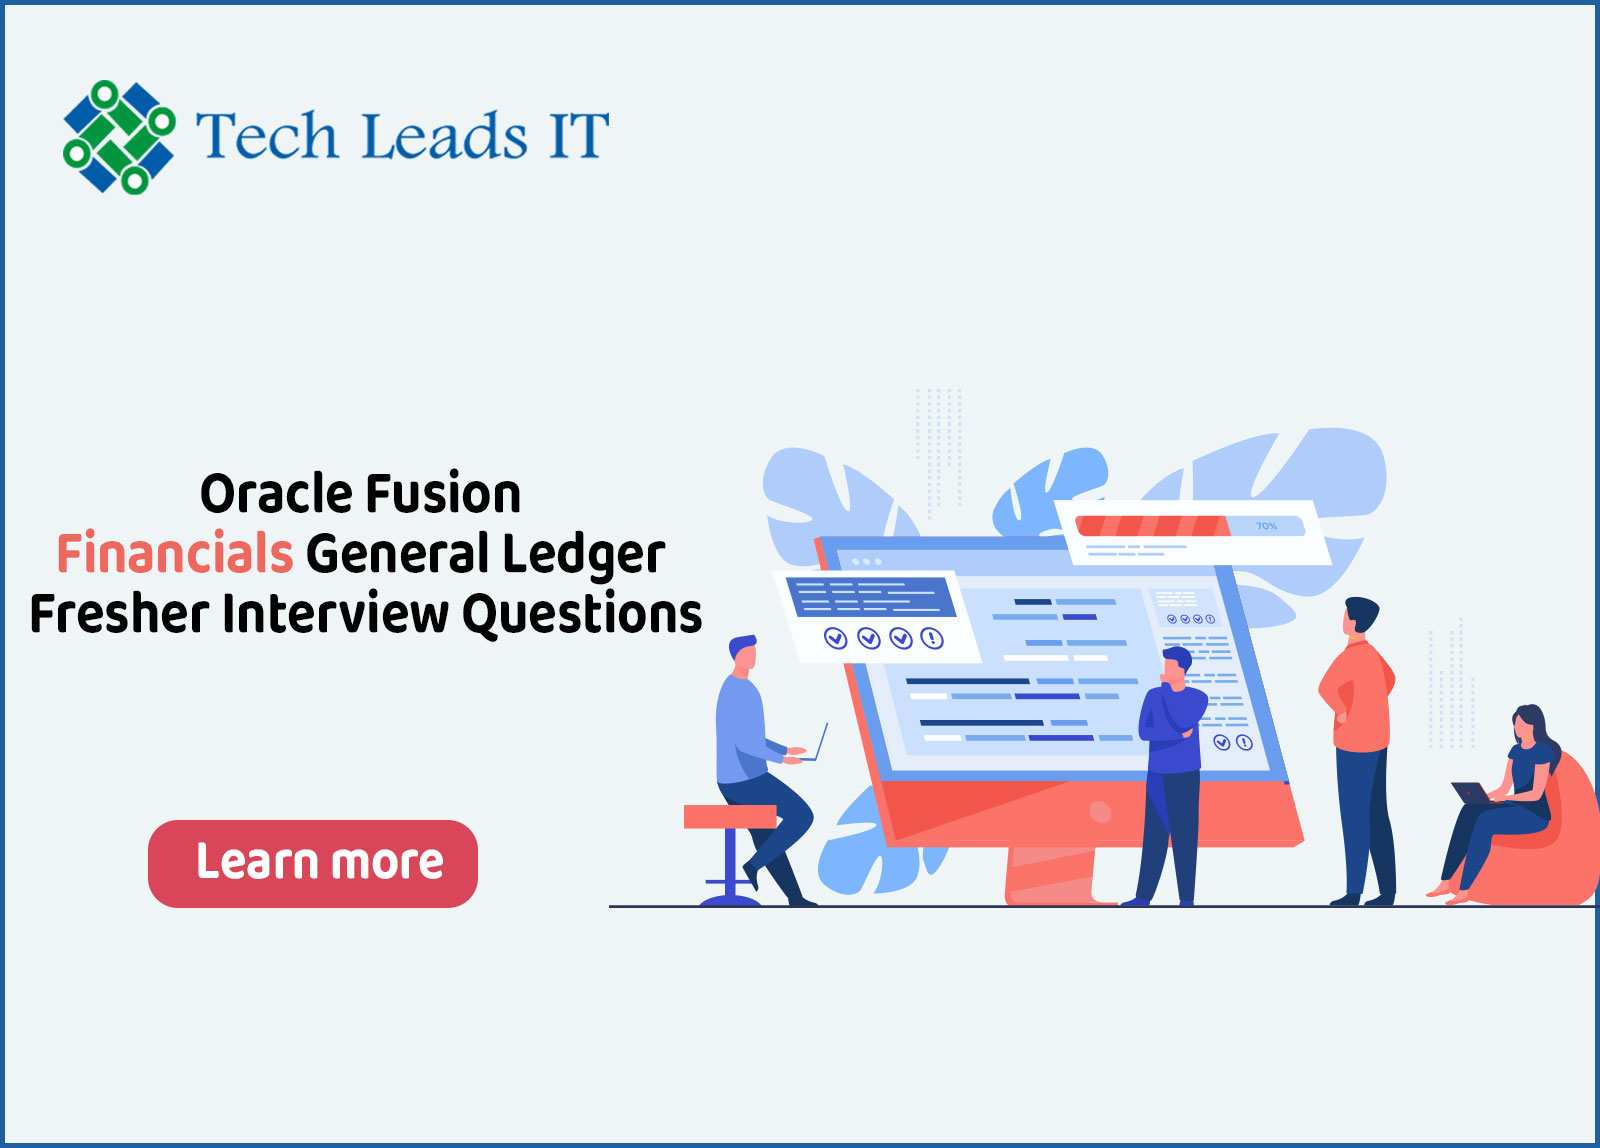 Tech Leads IT
Oracle Fusion
Financials General Ledger
Fresher Interview Questions
Learn more
70%